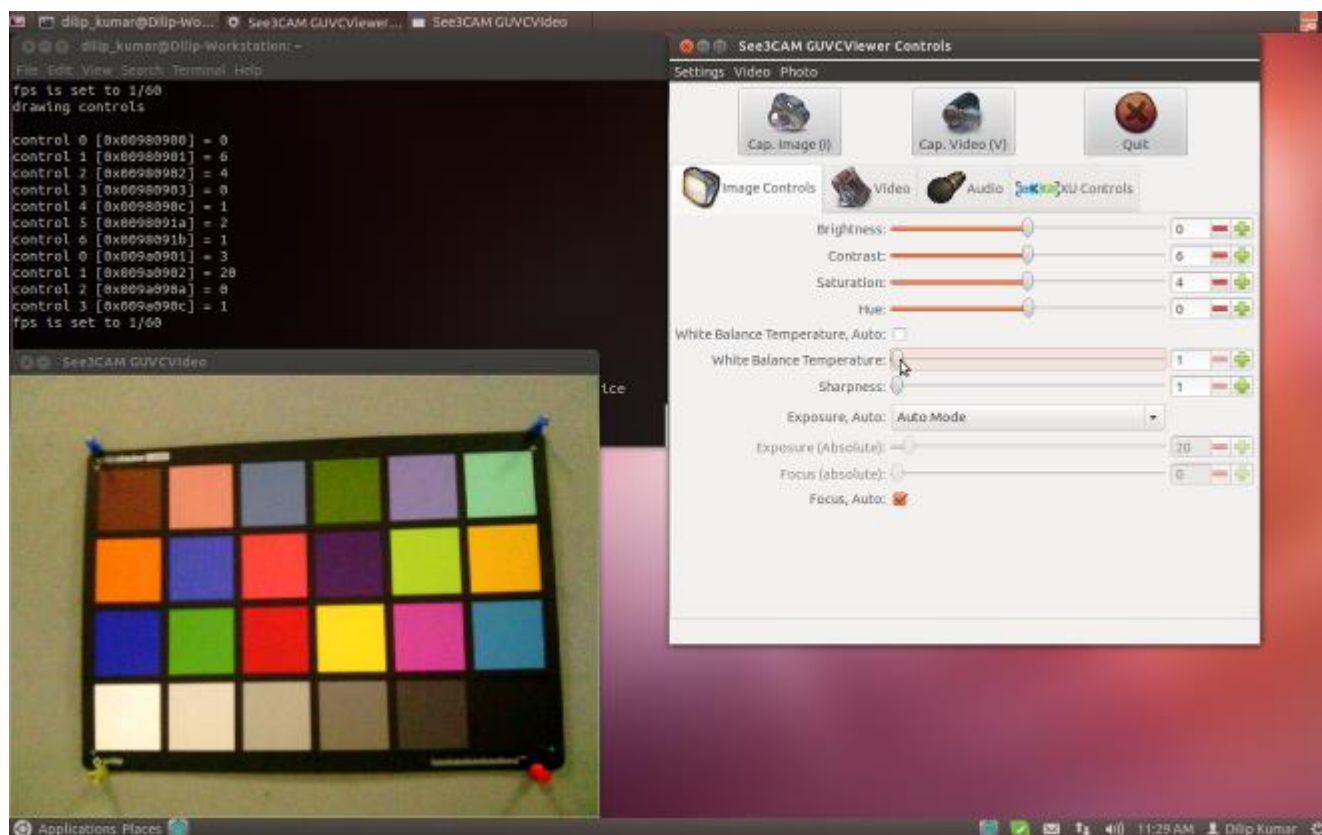 dilip_kumar@Dilip-Wo... See3CAM GUVCViewer... See3CAM GUVCVideo
dilip_kumar@Dilip-Workstation: ~
File Edit View Search Terminal Help
fps is set to 1/60
drawing controls
control 0 [0x00980900] = 0
control 1 [0x00980901] = 6
control 2 [0x00980902] = 4
control 3 [0x00980903] = 0
control 4 [0x0098090c] = 1
control 5 [0x0098091a] = 2
control 6 [0x0098091b] = 1
control 0 [0x009a0901] = 3
control 1 [0x009a0902] = 20
control 2 [0x009a090a] = 0
control 3 [0x009a090c] = 1
fps is set to 1/60
ice
See3CAM GUVCVideo
See3CAM GUVCViewer Controls
Settings Video Photo
Cap. Image (I) Cap. Video (V) Quit
Image Controls Video Audio XU Controls
Brightness: 0
Contrast: 6
Saturation: 4
Hue: 0
White Balance Temperature, Auto:
White Balance Temperature: 1
Sharpness: 1
Exposure, Auto: Auto Mode
Exposure (Absolute): 20
Focus (absolute): 0
Focus, Auto:
Applications Places 11:29 AM Dilip Kumar